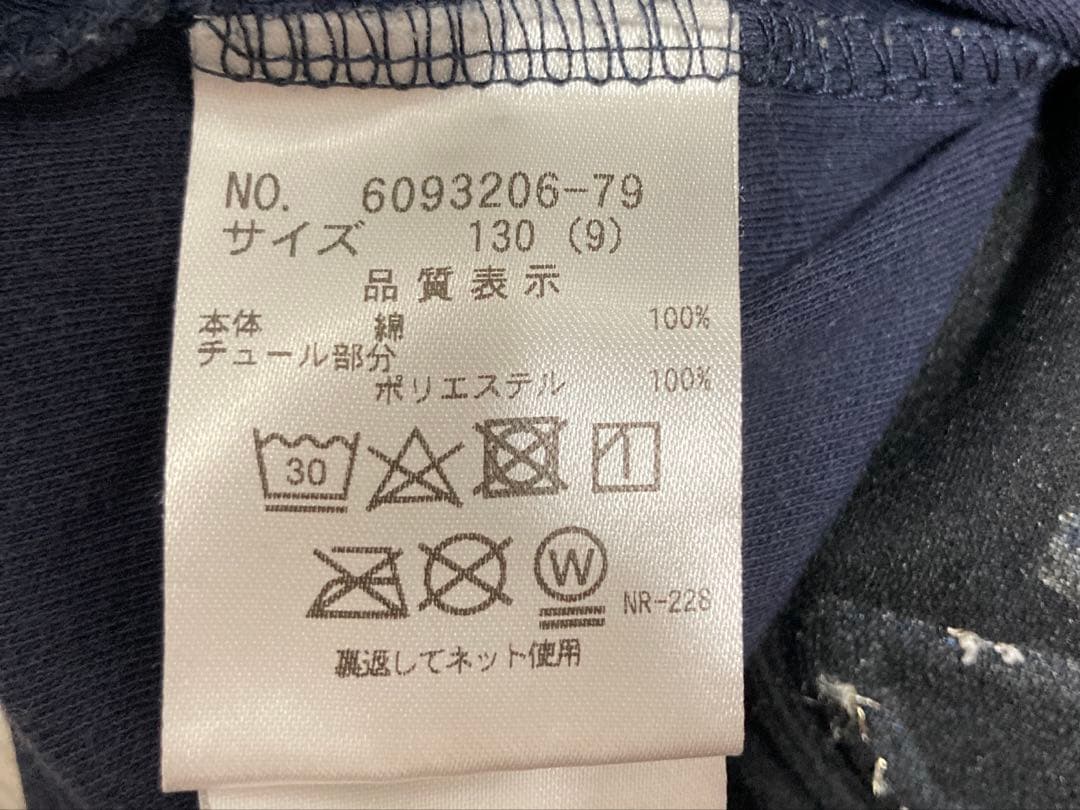 NO. 6093206-79
サイズ 130 (9)
品質表示
本体 綿 100%
チュール部分
ポリエステル 100%
30
W
NR-228
裏返してネット使用